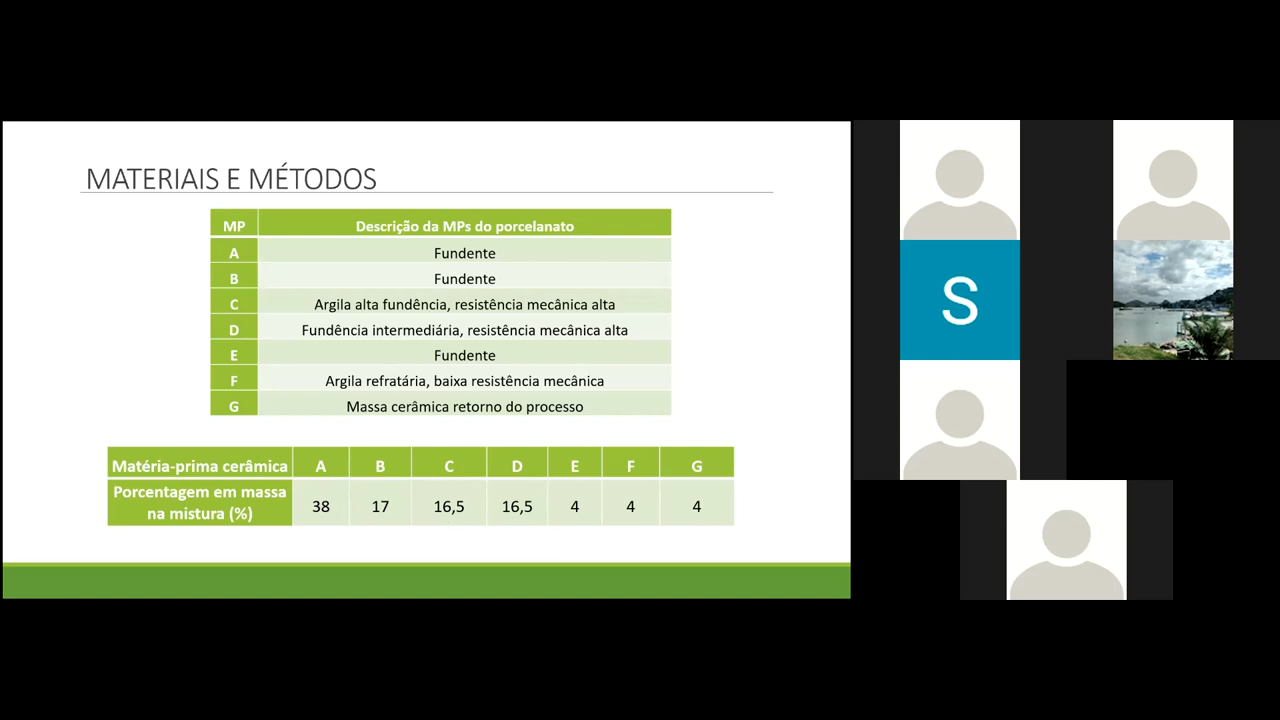 MATERIAIS E MÉTODOS
MP Descrição da MPs do porcelanato
A Fundente
B Fundente
C Argila alta fundência, resistência mecânica alta
D Fundência intermediária, resistência mecânica alta
E Fundente
F Argila refratária, baixa resistência mecânica
G Massa cerâmica retorno do processo
Matéria-prima cerâmica A B C D E F G
Porcentagem em massa
na mistura (%) 38 17 16,5 16,5 4 4 4
S